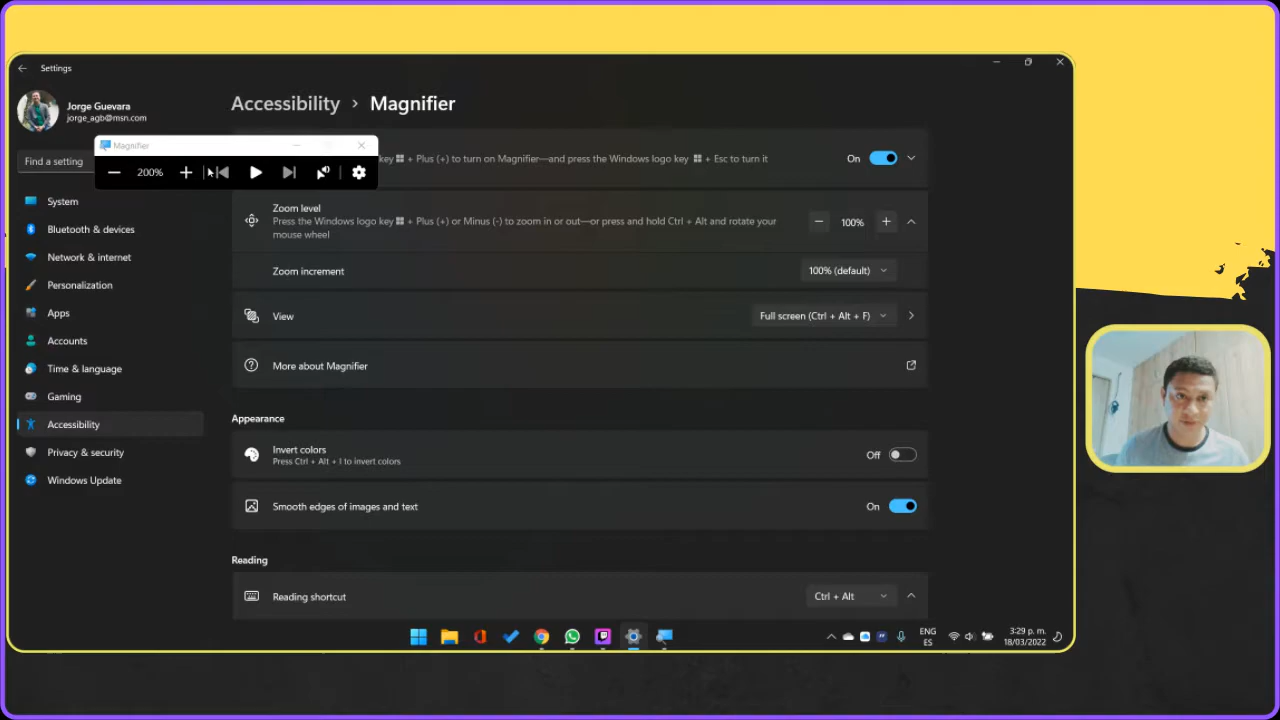 Settings
Jorge Guevara
jorge_agb@msn.com
Accessibility > Magnifier
Magnifier
Find a setting
key + Plus (+) to turn on Magnifier—and press the Windows logo key + Esc to turn it
On
200%
System
Bluetooth & devices
Network & internet
Personalization
Apps
Accounts
Time & language
Gaming
Accessibility
Privacy & security
Windows Update
Zoom level
Press the Windows logo key + Plus (+) or Minus (-) to zoom in or out—or press and hold Ctrl + Alt and rotate your
mouse wheel
100%
Zoom increment
100% (default)
View
Full screen (Ctrl + Alt + F)
More about Magnifier
Appearance
Invert colors
Press Ctrl + Alt + I to invert colors
Off
Smooth edges of images and text
On
Reading
Reading shortcut
Ctrl + Alt
ENG
ES
3:29 p. m.
18/03/2022